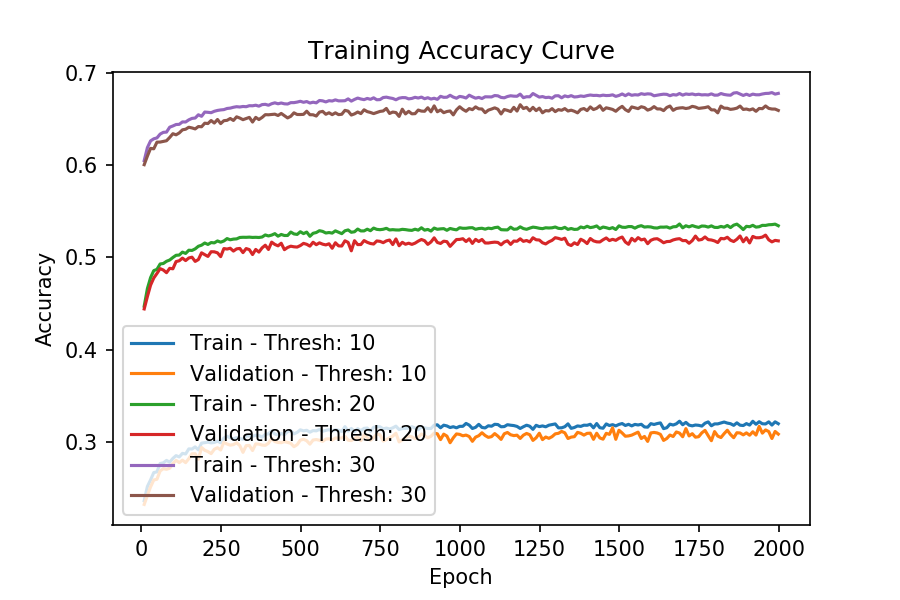 Training Accuracy Curve
0.7
0.6
0.5
0.4
0.3
Accuracy
Train - Thresh: 10
Validation - Thresh: 10
Train - Thresh: 20
Validation - Thresh: 20
Train - Thresh: 30
Validation - Thresh: 30
0 250 500 750 1000 1250 1500 1750 2000
Epoch